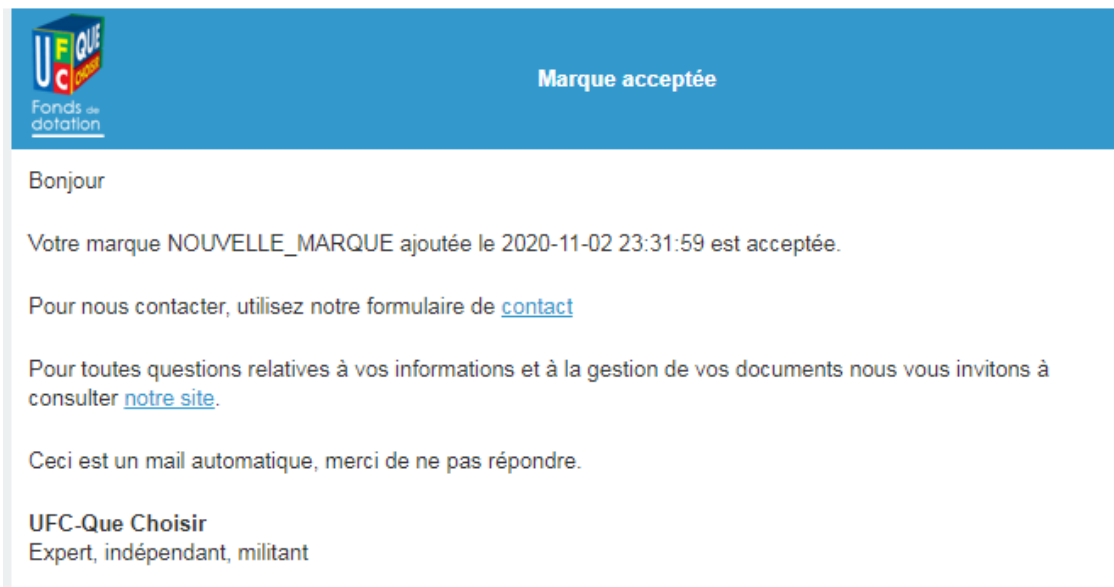 UFC QUE CHOISIR
Fonds de
dotation
Marque acceptée
Bonjour
Votre marque NOUVELLE_MARQUE ajoutée le 2020-11-02 23:31:59 est acceptée.
Pour nous contacter, utilisez notre formulaire de contact
Pour toutes questions relatives à vos informations et à la gestion de vos documents nous vous invitons à
consulter notre site.
Ceci est un mail automatique, merci de ne pas répondre.
UFC-Que Choisir
Expert, indépendant, militant